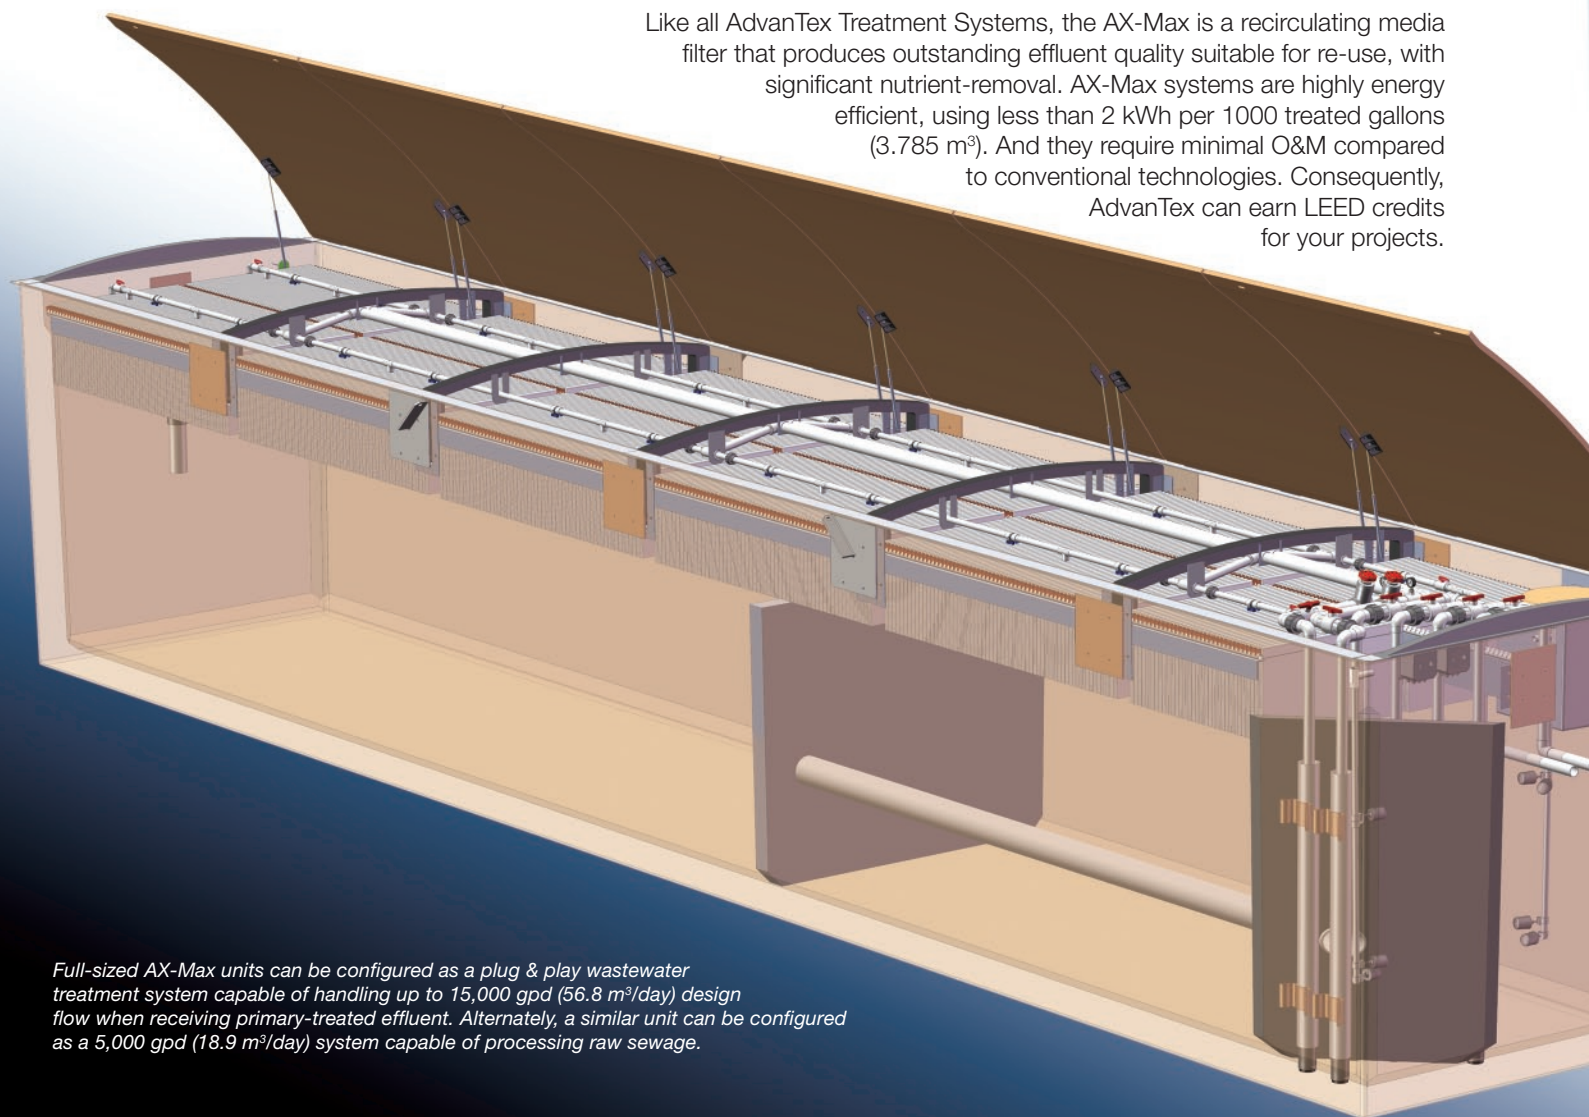 Like all AdvanTex Treatment Systems, the AX-Max is a recirculating media
filter that produces outstanding effluent quality suitable for re-use, with
significant nutrient-removal. AX-Max systems are highly energy
efficient, using less than 2 kWh per 1000 treated gallons
(3.785 m³). And they require minimal O&M compared
to conventional technologies. Consequently,
AdvanTex can earn LEED credits
for your projects.
Full-sized AX-Max units can be configured as a plug & play wastewater
treatment system capable of handling up to 15,000 gpd (56.8 m³/day) design
flow when receiving primary-treated effluent. Alternately, a similar unit can be configured
as a 5,000 gpd (18.9 m³/day) system capable of processing raw sewage.